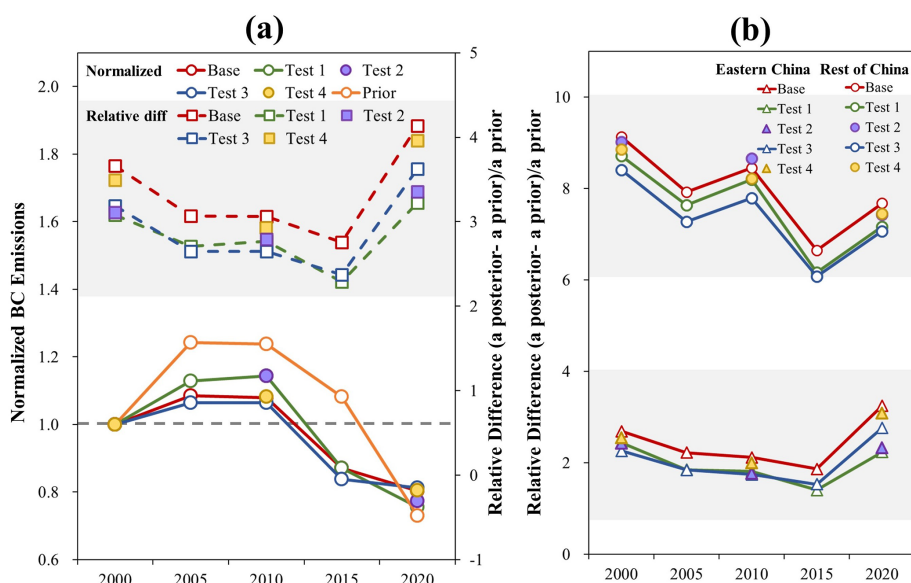 (a)
(b)
Normalized BC Emissions
2.0
1.8
1.6
1.4
1.2
1.0
0.8
0.6
Normalized Base Test 1 Test 2
Test 3 Test 4 Prior
Relative diff Base Test 1 Test 2
Test 3 Test 4
5
4
3
2
1
0
-1
Relative Difference (a posterior- a prior)/a prior
2000 2005 2010 2015 2020
Relative Difference (a posterior- a prior)/a prior
10
8
6
4
2
0
Eastern China Rest of China
Base Base
Test 1 Test 1
Test 2 Test 2
Test 3 Test 3
Test 4 Test 4
2000 2005 2010 2015 2020